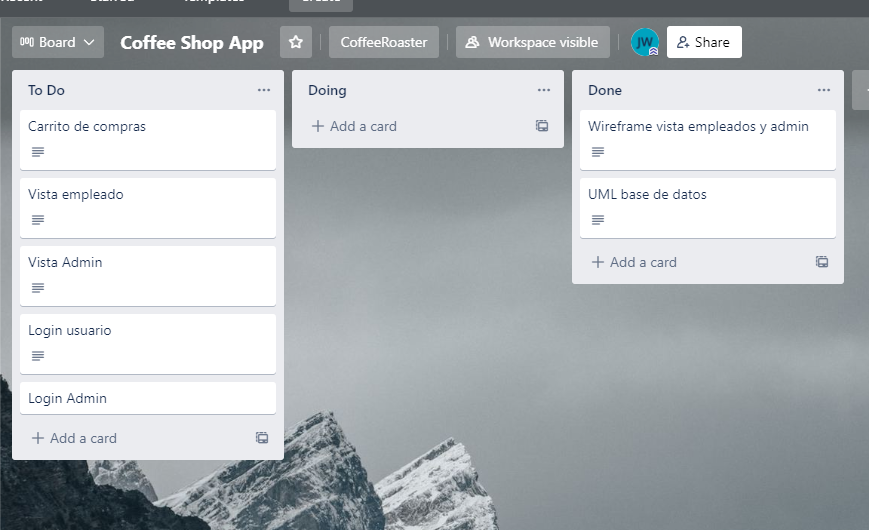 Board
Coffee Shop App
CoffeeRoaster
Workspace visible
JW
Share
To Do
Carrito de compras
Vista empleado
Vista Admin
Login usuario
Login Admin
+ Add a card
Doing
+ Add a card
Done
Wireframe vista empleados y admin
UML base de datos
+ Add a card